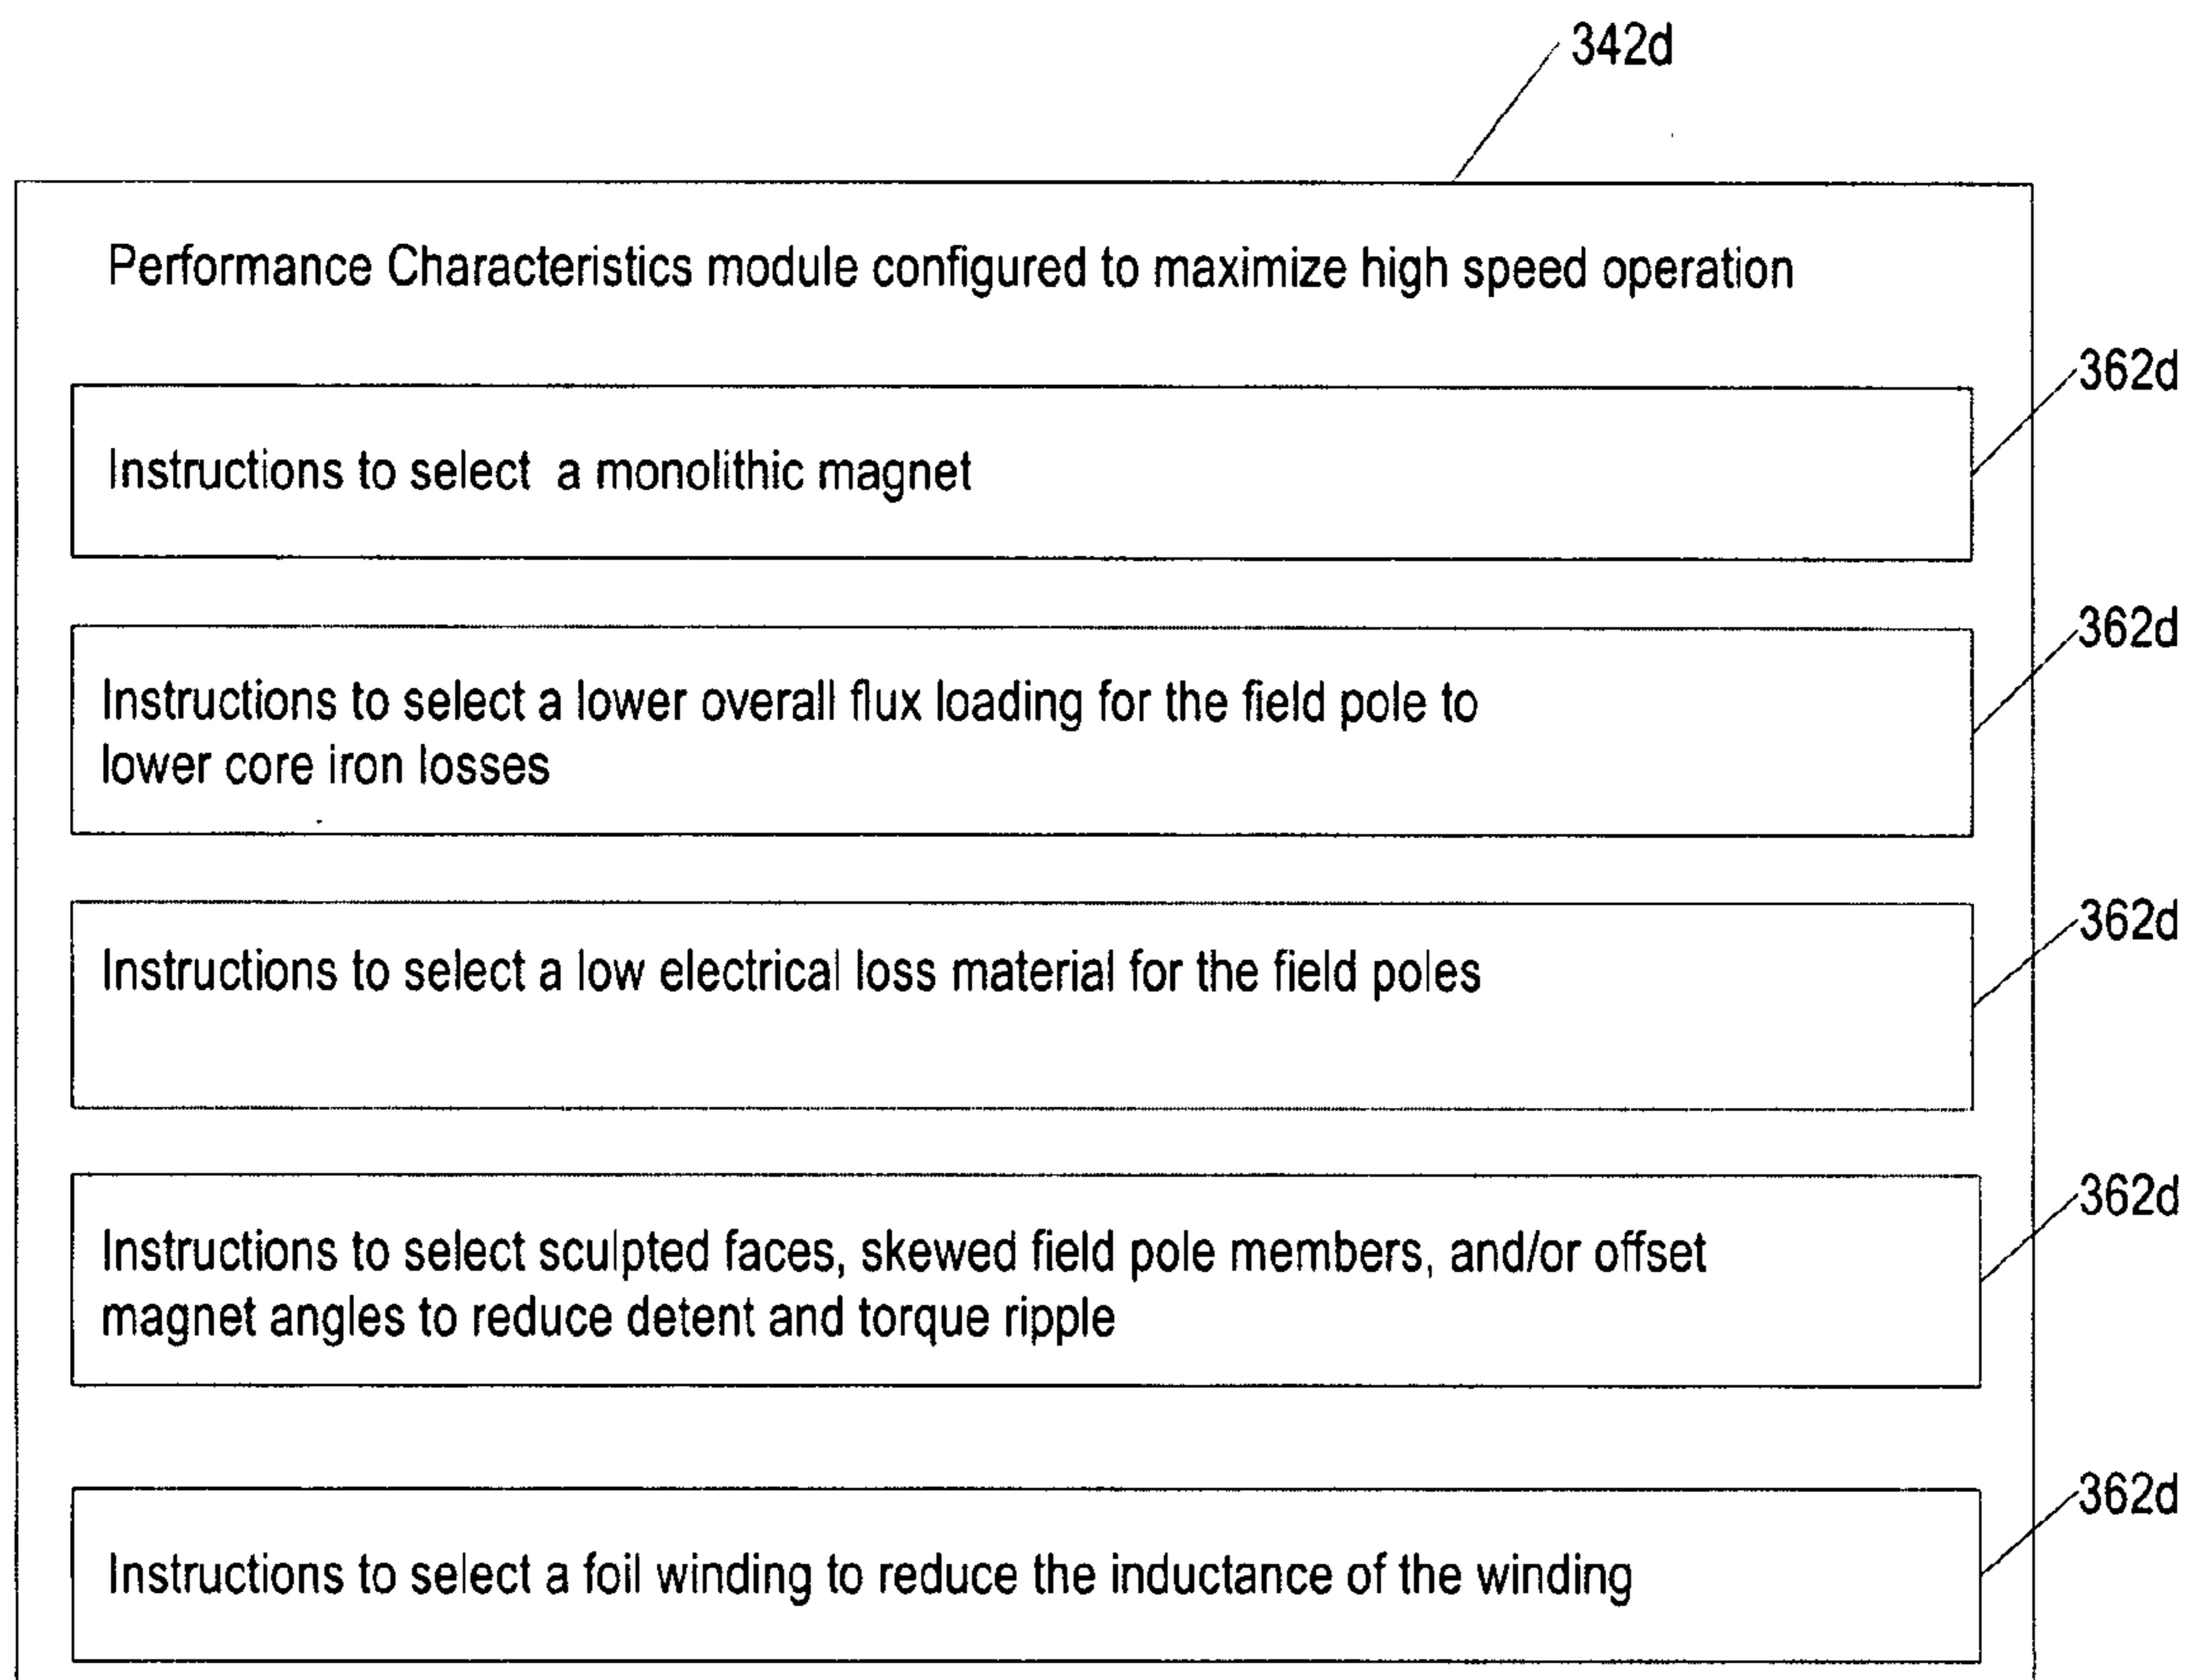 342d
Performance Characteristics module configured to maximize high speed operation
362d
Instructions to select a monolithic magnet
362d
Instructions to select a lower overall flux loading for the field pole to
lower core iron losses
362d
Instructions to select a low electrical loss material for the field poles
362d
Instructions to select sculpted faces, skewed field pole members, and/or offset
magnet angles to reduce detent and torque ripple
362d
Instructions to select a foil winding to reduce the inductance of the winding